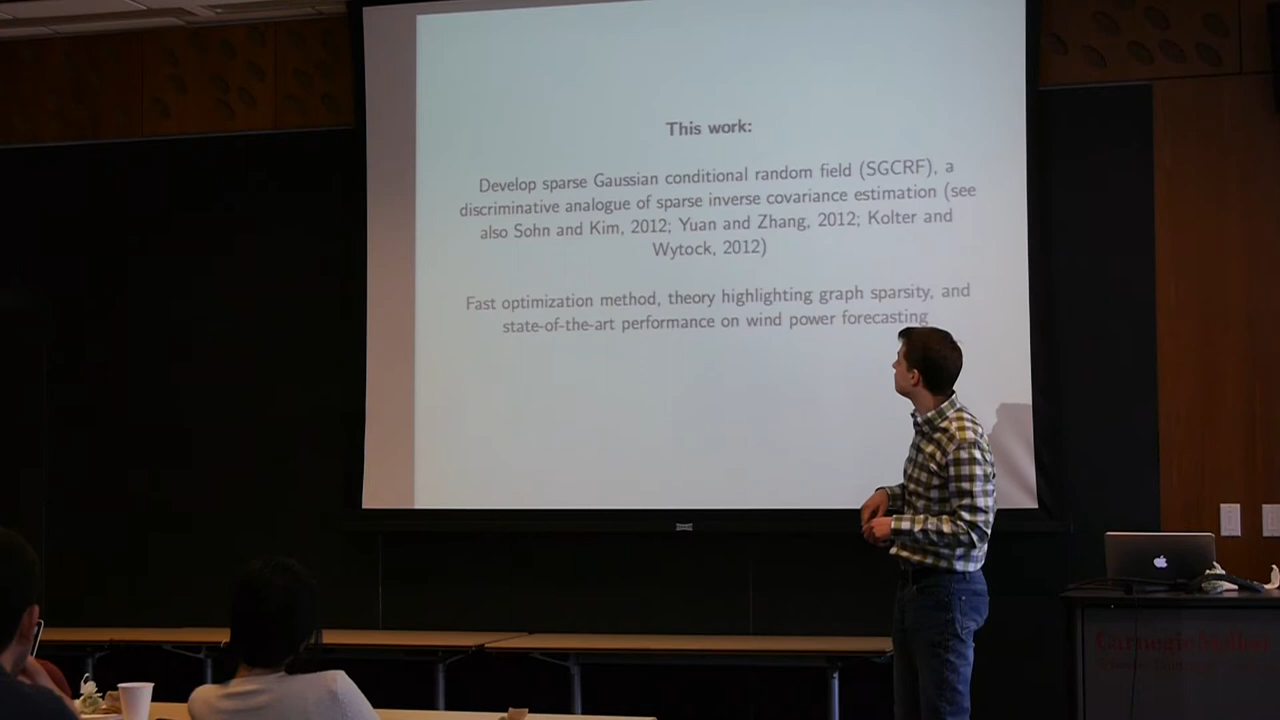 This work:
Develop sparse Gaussian conditional random field (SGCRF), a
discriminative analogue of sparse inverse covariance estimation (see
also Sohn and Kim, 2012; Yuan and Zhang, 2012; Kolter and
Wytock, 2012)
Fast optimization method, theory highlighting graph sparsity, and
state-of-the-art performance on wind power forecasting
Carnegie Mellon